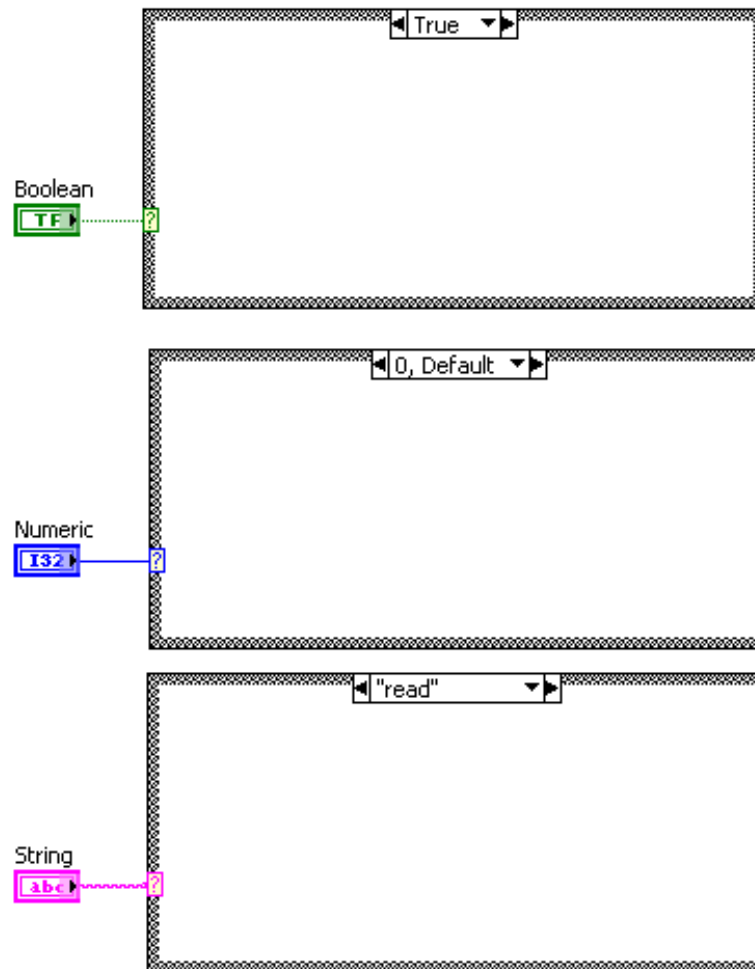 True
Boolean
TF
?
0, Default
Numeric
I32
?
"read"
String
abc
?